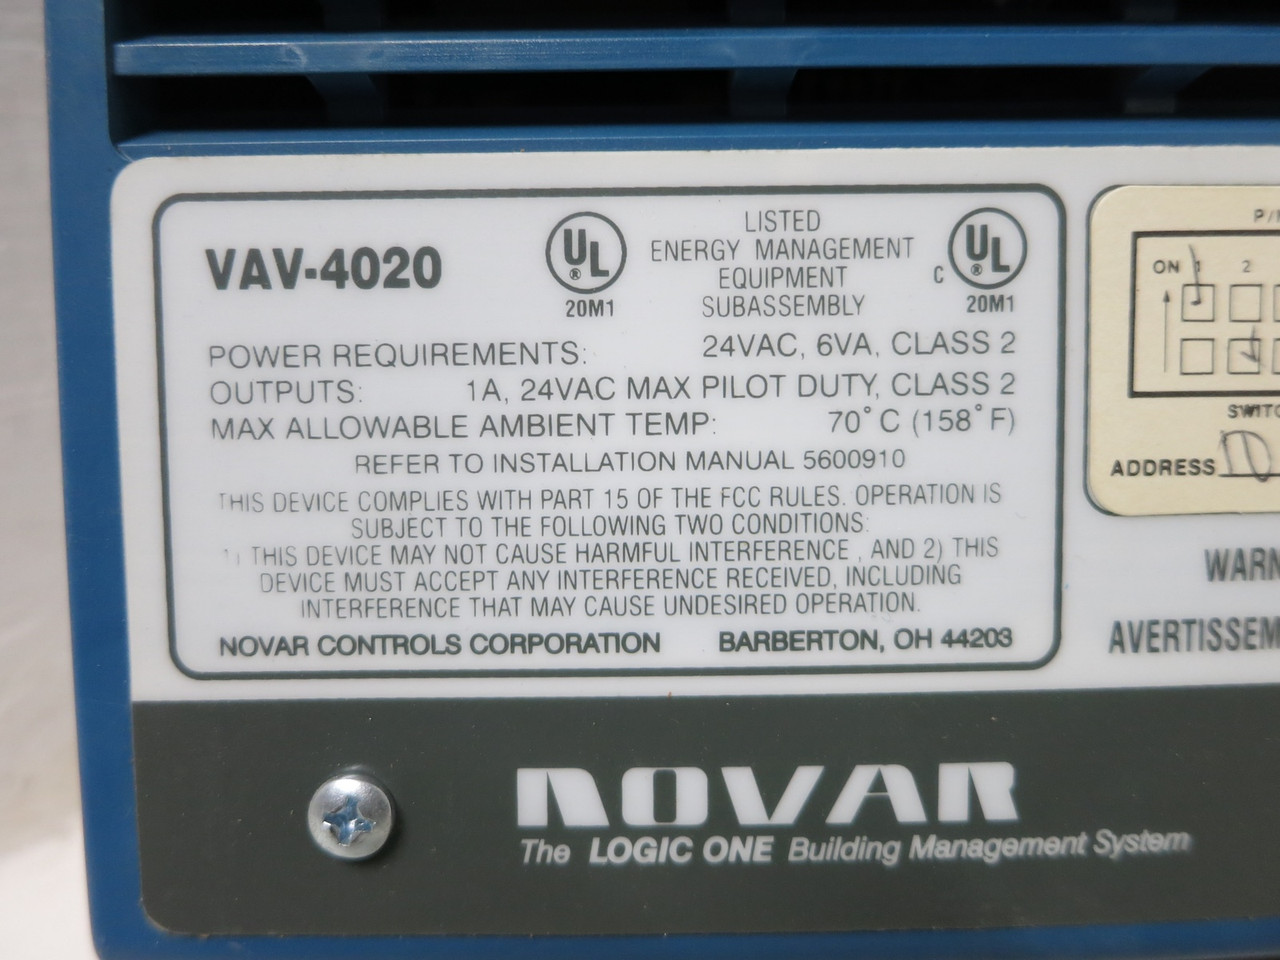 VAV-4020
UL
®
20M1
LISTED
ENERGY MANAGEMENT
EQUIPMENT
SUBASSEMBLY
C UL
®
20M1
POWER REQUIREMENTS: 24VAC, 6VA, CLASS 2
OUTPUTS: 1A, 24VAC MAX PILOT DUTY, CLASS 2
MAX ALLOWABLE AMBIENT TEMP: 70°C (158°F)
REFER TO INSTALLATION MANUAL 5600910
THIS DEVICE COMPLIES WITH PART 15 OF THE FCC RULES. OPERATION IS
SUBJECT TO THE FOLLOWING TWO CONDITIONS:
1) THIS DEVICE MAY NOT CAUSE HARMFUL INTERFERENCE, AND 2) THIS
DEVICE MUST ACCEPT ANY INTERFERENCE RECEIVED, INCLUDING
INTERFERENCE THAT MAY CAUSE UNDESIRED OPERATION.
NOVAR CONTROLS CORPORATION BARBERTON, OH 44203
ON 1 2
ADDRESS
NOVAR
The LOGIC ONE Building Management System